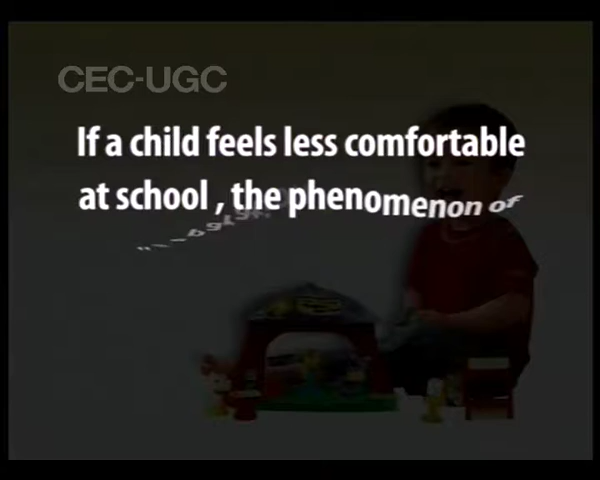 CEC-UGC
If a child feels less comfortable
at school , the phenomenon of